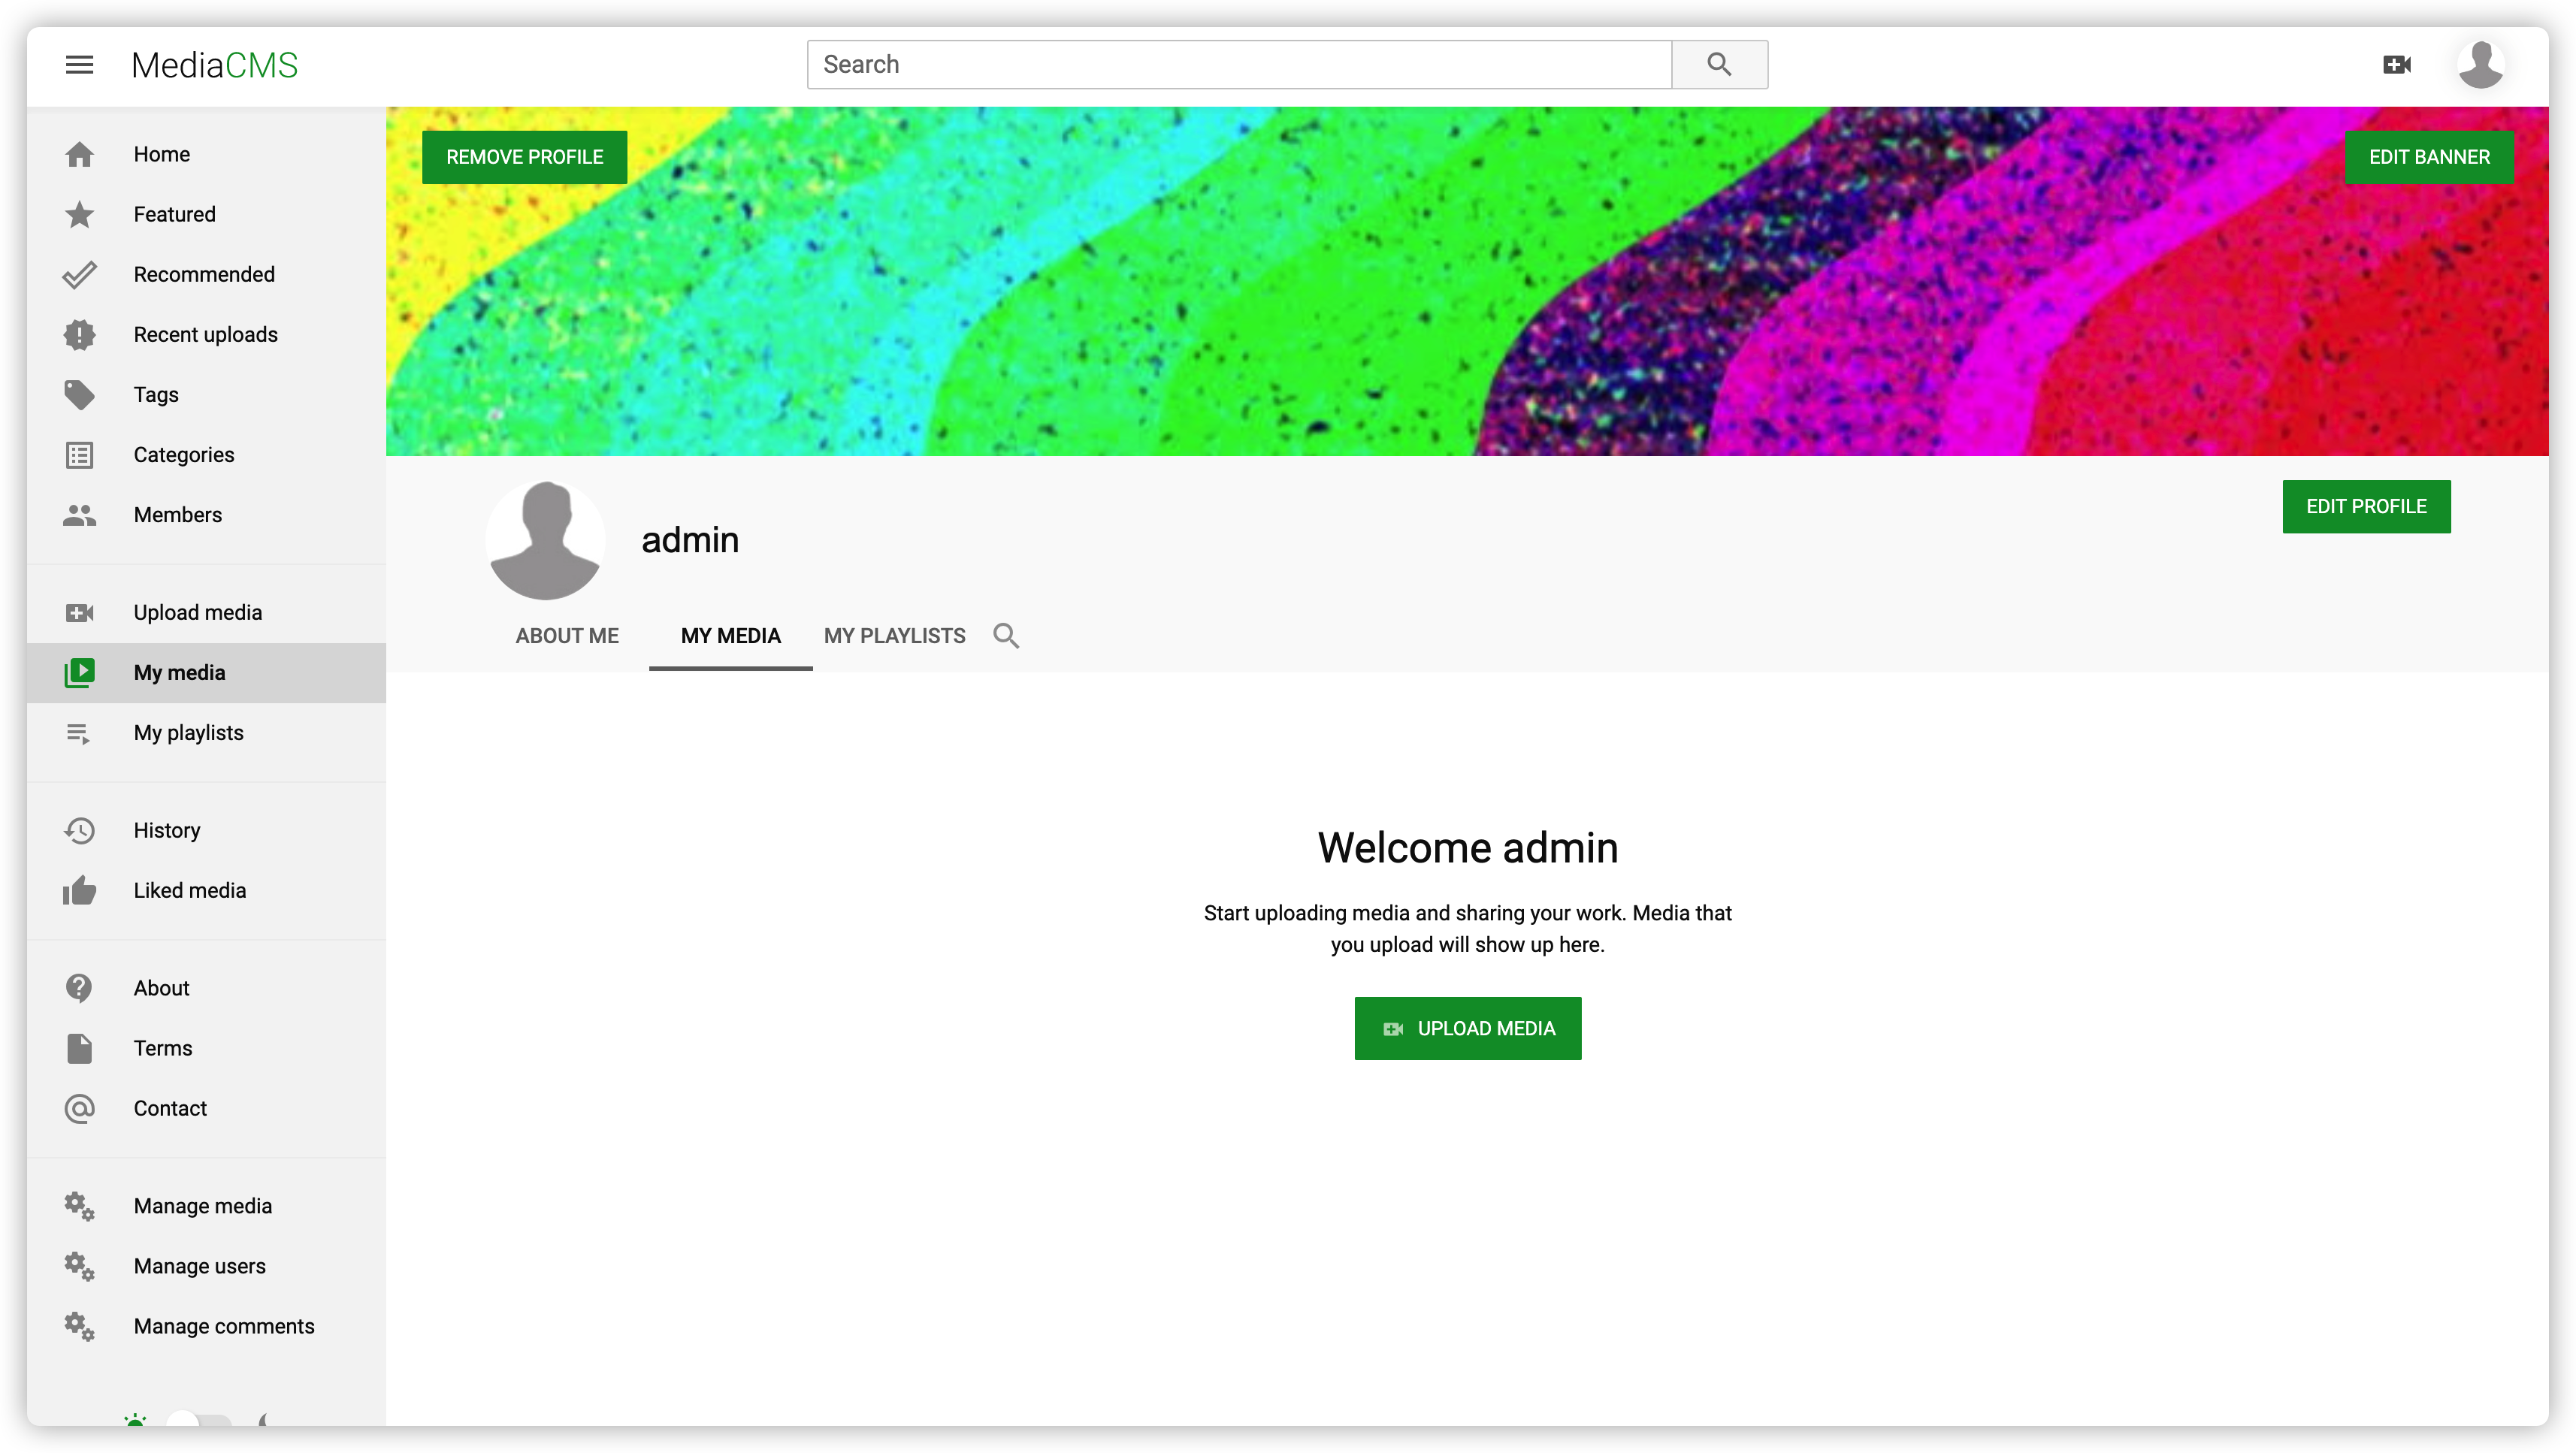 MediaCMS
Search
Home
Featured
Recommended
Recent uploads
Tags
Categories
Members
Upload media
My media
My playlists
History
Liked media
About
Terms
Contact
Manage media
Manage users
Manage comments
REMOVE PROFILE
EDIT BANNER
admin
EDIT PROFILE
ABOUT ME
MY MEDIA
MY PLAYLISTS
Welcome admin
Start uploading media and sharing your work. Media that
you upload will show up here.
UPLOAD MEDIA